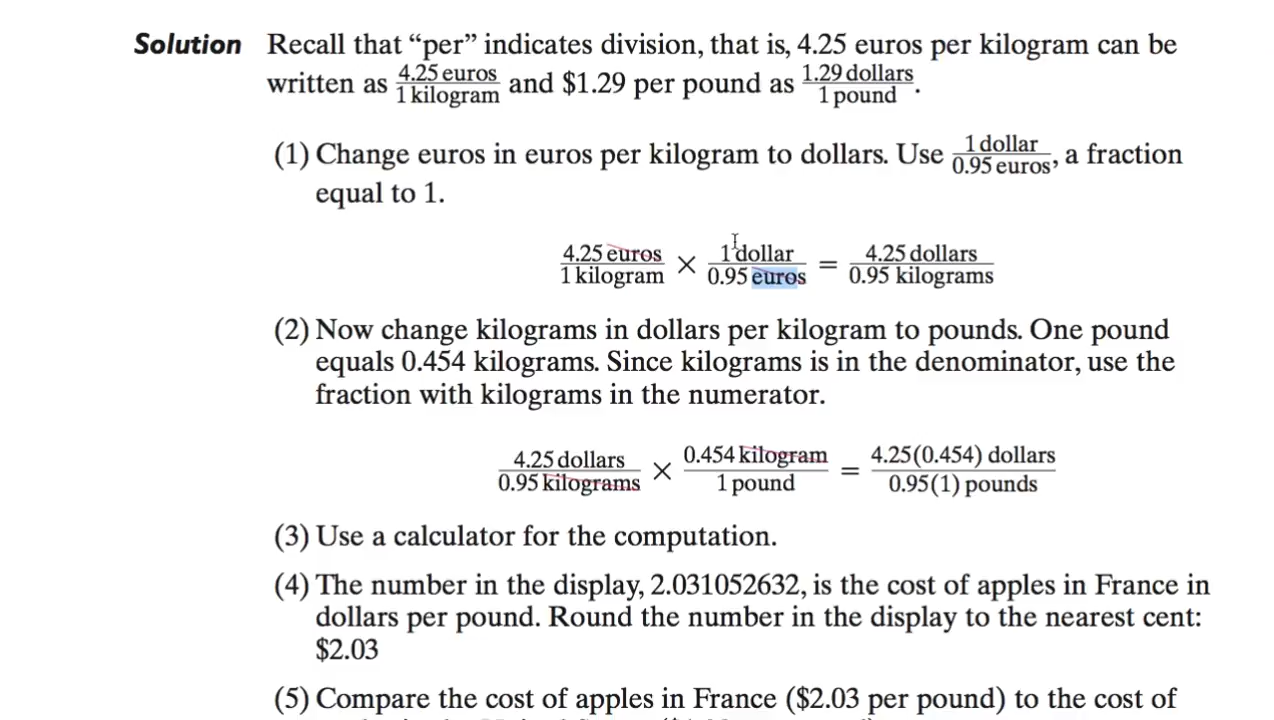 Solution Recall that “per” indicates division, that is, 4.25 euros per kilogram can be
written as 4.25 euros/1 kilogram and $1.29 per pound as 1.29 dollars/1 pound.
(1) Change euros in euros per kilogram to dollars. Use 1 dollar/0.95 euros, a fraction
equal to 1.
4.25 euros/1 kilogram × 1 dollar/0.95 euros = 4.25 dollars/0.95 kilograms
(2) Now change kilograms in dollars per kilogram to pounds. One pound
equals 0.454 kilograms. Since kilograms is in the denominator, use the
fraction with kilograms in the numerator.
4.25 dollars/0.95 kilograms × 0.454 kilogram/1 pound = 4.25(0.454) dollars/0.95(1) pounds
(3) Use a calculator for the computation.
(4) The number in the display, 2.031052632, is the cost of apples in France in
dollars per pound. Round the number in the display to the nearest cent:
$2.03
(5) Compare the cost of apples in France ($2.03 per pound) to the cost of